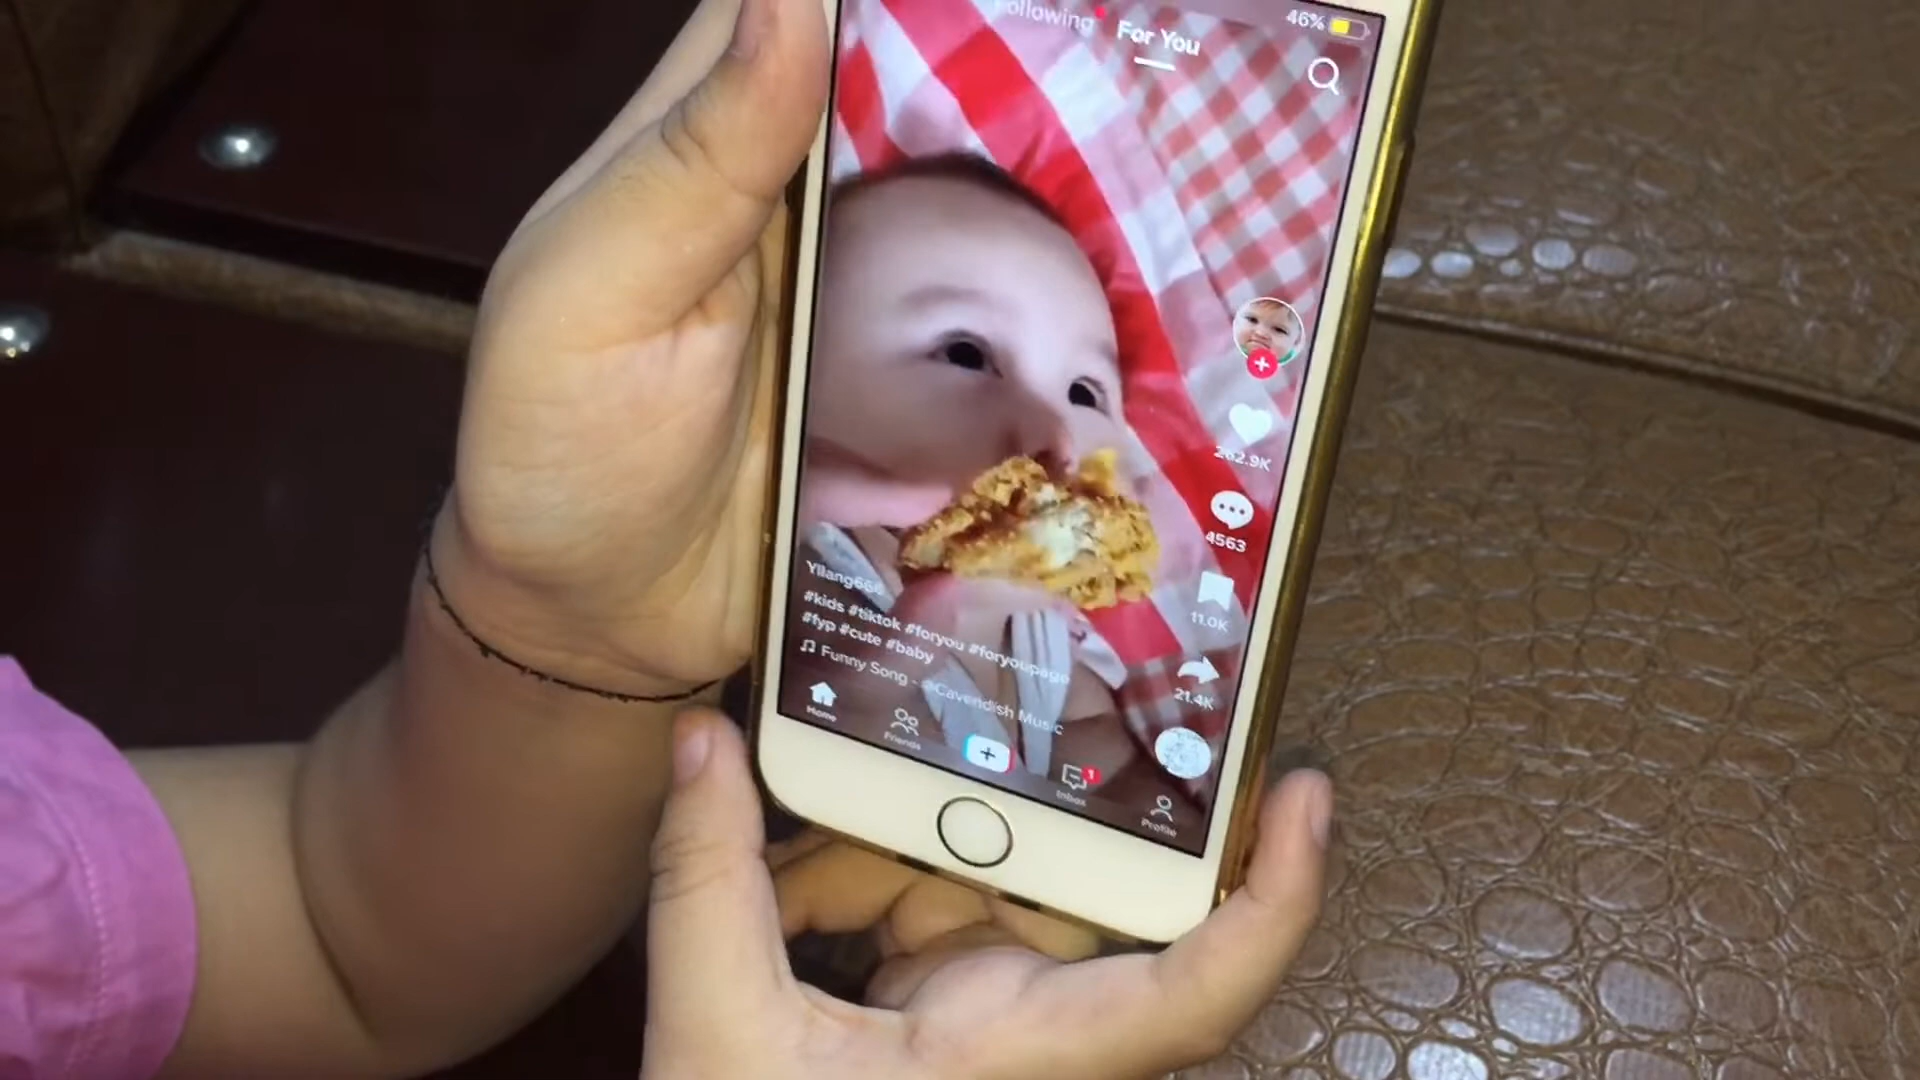 Following
For You
46%
262.9K
4563
11.0K
21.4K
Yllang666
#kids #tiktok #foryou #foryoupage
#fyp #cute #baby
Funny Song - @Cavendish Music
Home
Friends
1
Inbox
Profile